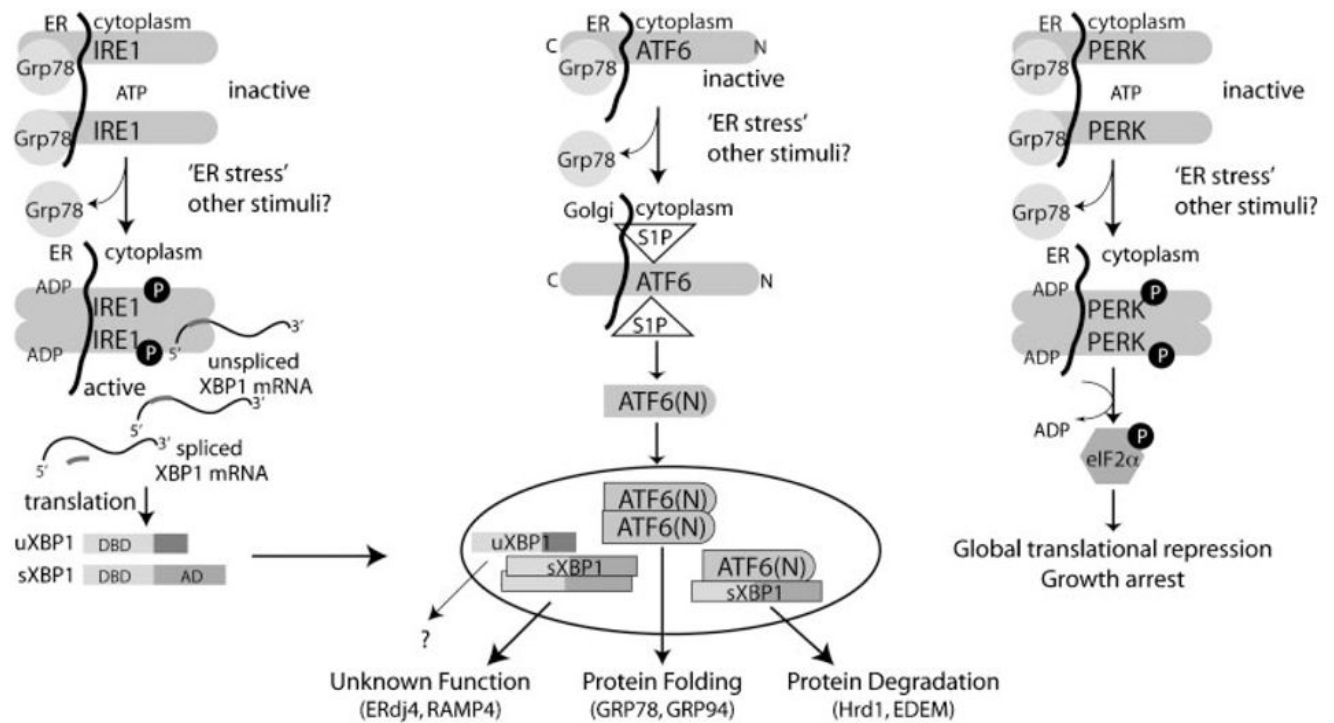 ER cytoplasm
IRE1
Grp78
ATP
inactive
Grp78
IRE1
'ER stress'
other stimuli?
Grp78
ER cytoplasm
ADP
P
IRE1
IRE1
P
ADP
5′
3′
unspliced
XBP1 mRNA
active
5′
3′
5′
3′
spliced
XBP1 mRNA
translation
uXBP1 DBD
sXBP1 DBD AD
ER cytoplasm
C ATF6 N
Grp78
inactive
'ER stress'
other stimuli?
Grp78
Golgi cytoplasm
S1P
C ATF6 N
S1P
ATF6(N)
ATF6(N)
ATF6(N)
uXBP1
sXBP1
ATF6(N)
sXBP1
?
Unknown Function
(ERdj4, RAMP4)
Protein Folding
(GRP78, GRP94)
Protein Degradation
(Hrd1, EDEM)
ER cytoplasm
PERK
Grp78
ATP
inactive
Grp78
PERK
'ER stress'
other stimuli?
Grp78
ER cytoplasm
ADP
P
PERK
PERK
P
ADP
ADP
P
eIF2α
Global translational repression
Growth arrest